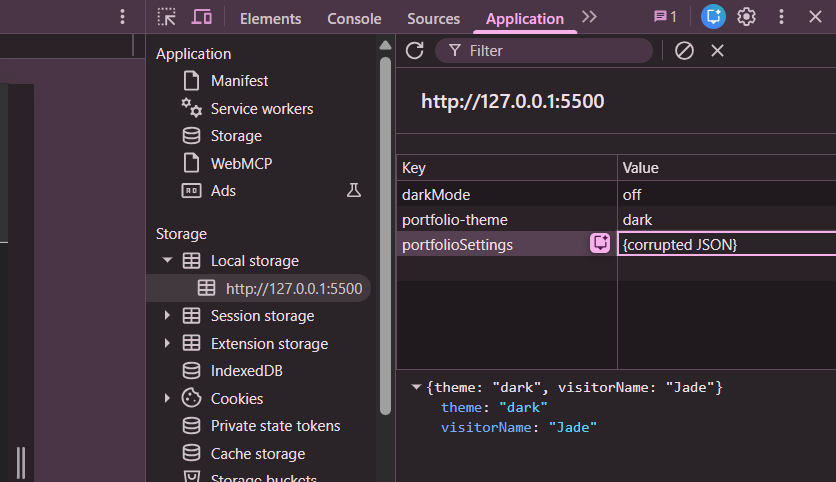 Elements Console Sources Application 1
Application
Manifest
Service workers
Storage
WebMCP
Ads
Storage
Local storage
http://127.0.0.1:5500
Session storage
Extension storage
IndexedDB
Cookies
Private state tokens
Cache storage
Storage buckets
Filter
http://127.0.0.1:5500
Key Value
darkMode off
portfolio-theme dark
portfolioSettings {corrupted JSON}
{theme: "dark", visitorName: "Jade"}
theme: "dark"
visitorName: "Jade"